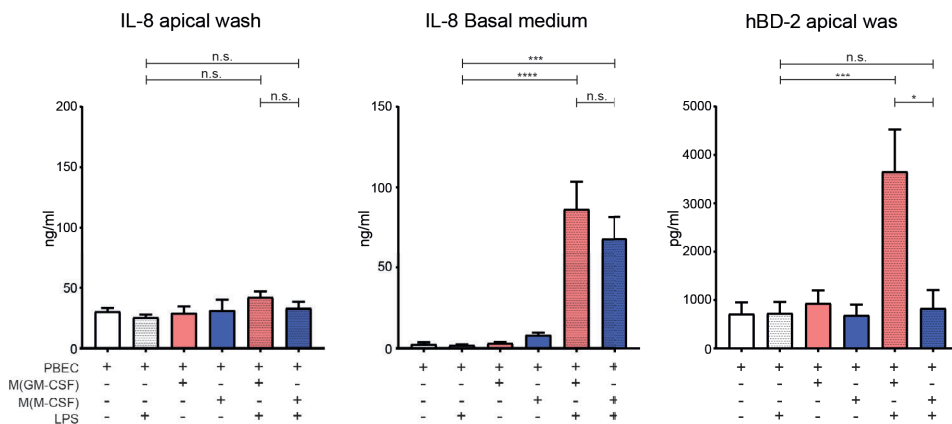 IL-8 apical wash
IL-8 Basal medium
hBD-2 apical was
n.s.
n.s.
n.s.
***
****
n.s.
n.s.
***
*
200
150
100
50
0
ng/ml
150
100
50
0
ng/ml
5000
4000
3000
2000
1000
0
pg/ml
PBEC + + + + + + + + + + + + + + + + + +
M(GM-CSF) - - + - + - - - + - + - - - + - + -
M(M-CSF) - - - + - + - - - + - + - - - + - +
LPS - + - - + + - + - - + + - + - - + +